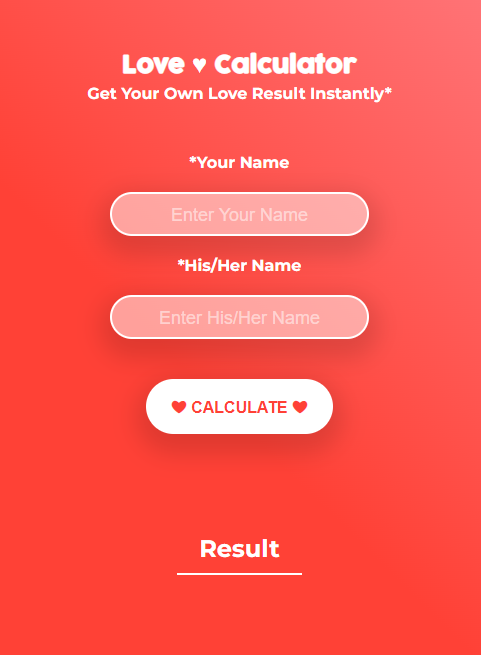 Love ♥ Calculator
Get Your Own Love Result Instantly*
*Your Name
Enter Your Name
*His/Her Name
Enter His/Her Name
❤ CALCULATE ❤
Result